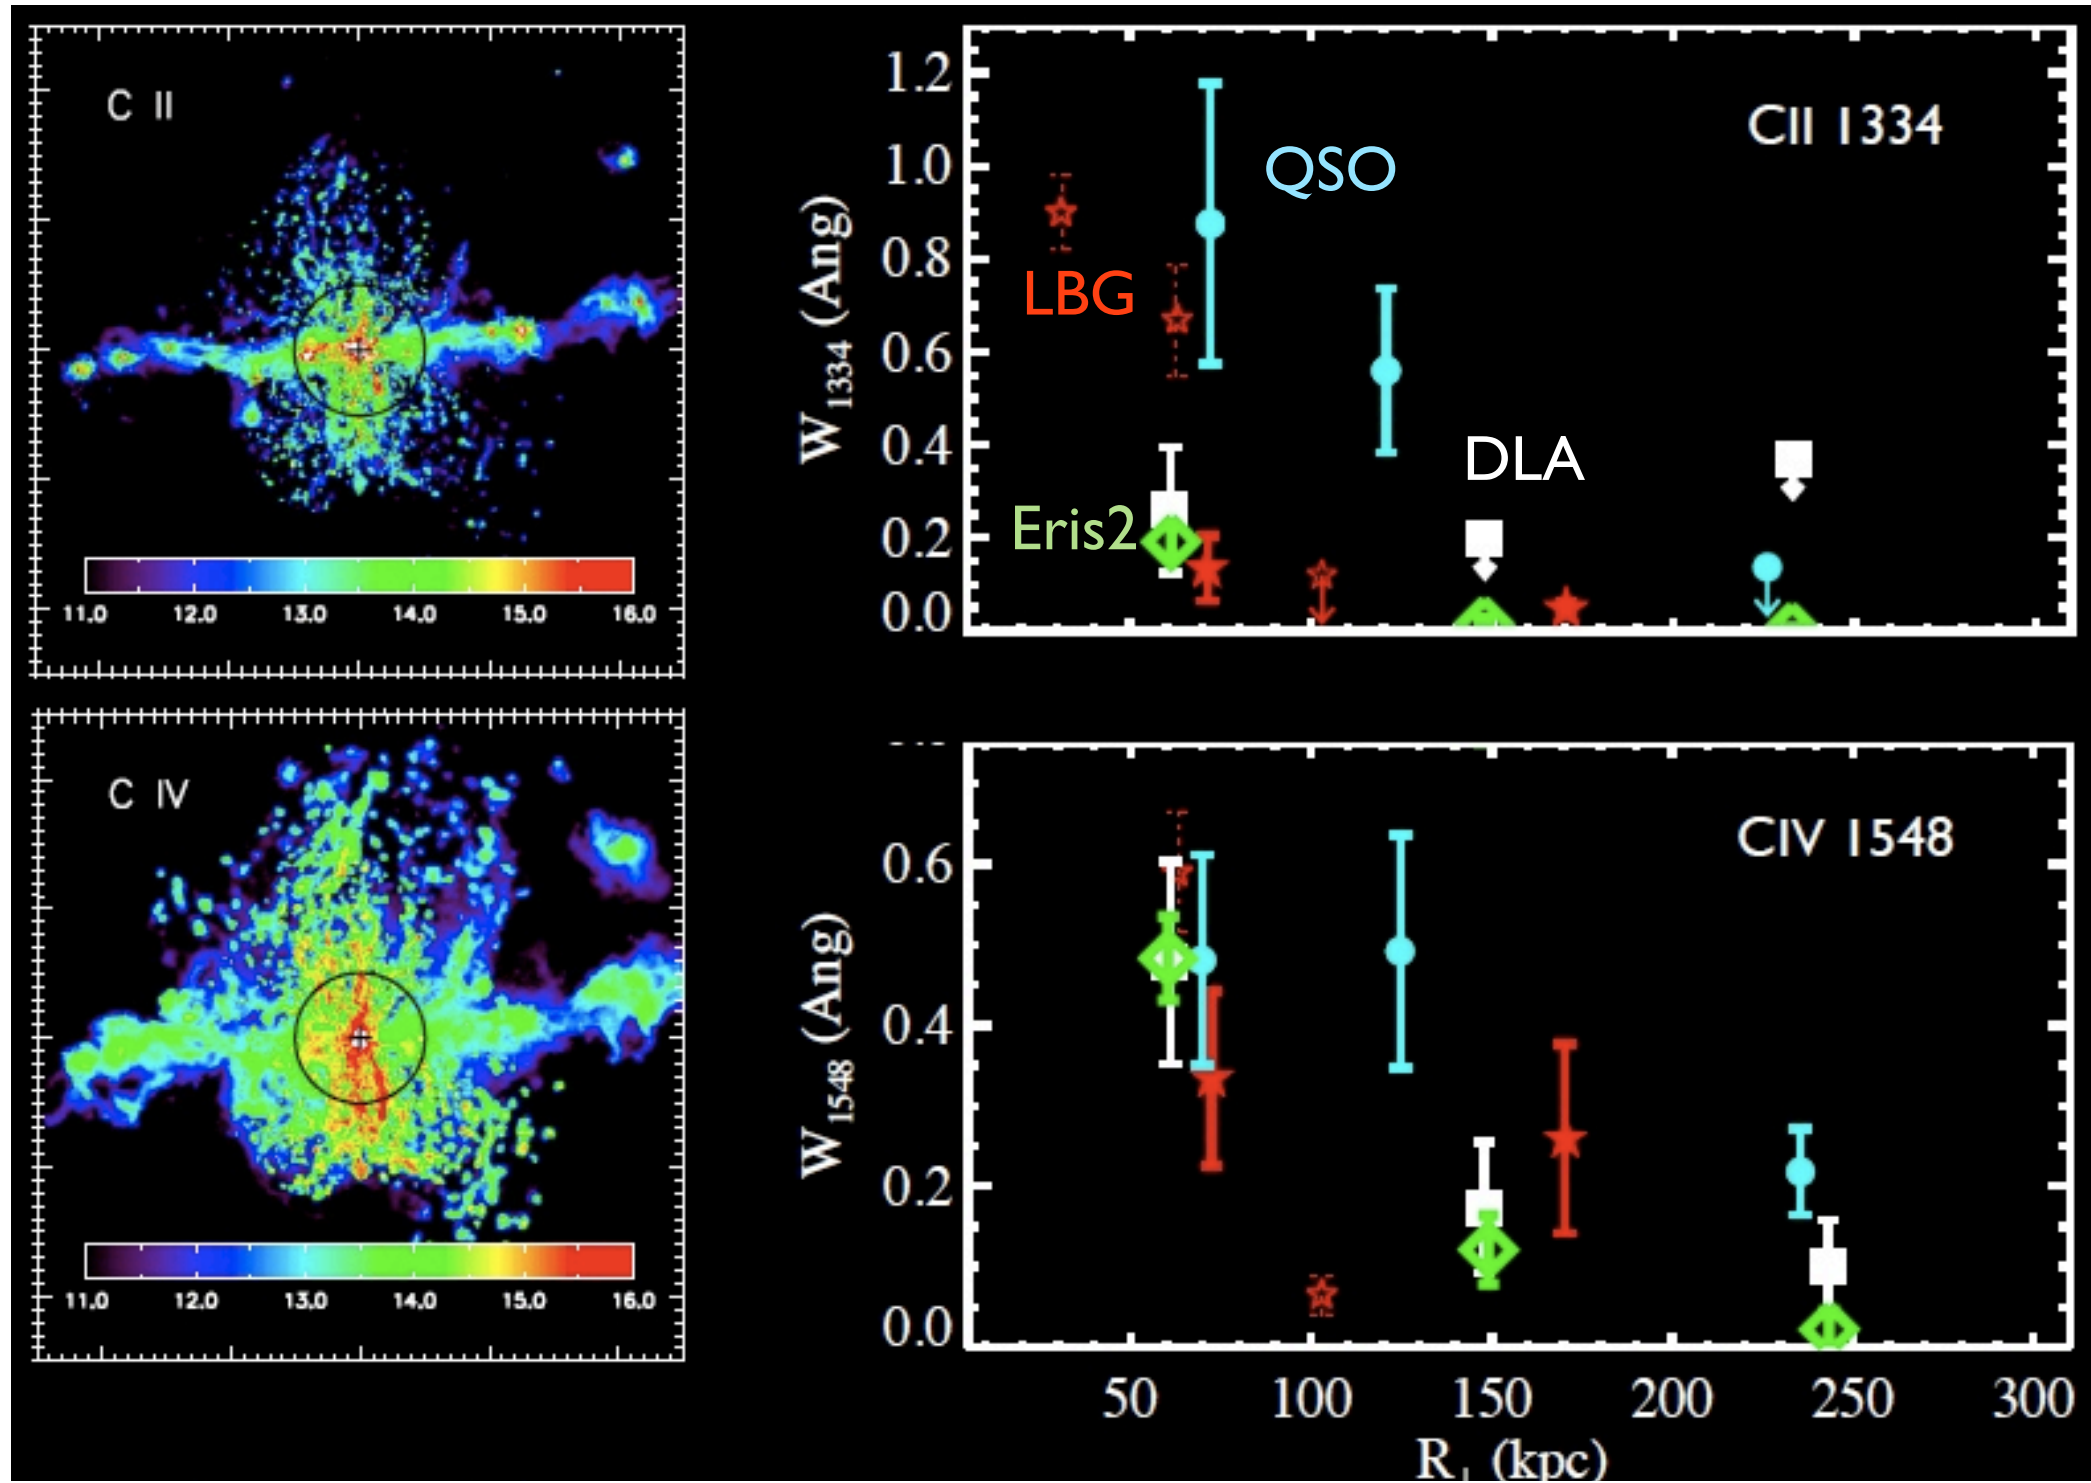 C II
11.0 12.0 13.0 14.0 15.0 16.0
C IV
11.0 12.0 13.0 14.0 15.0 16.0
CII 1334
QSO
LBG
DLA
Eris2
W1334 (Ang)
1.2
1.0
0.8
0.6
0.4
0.2
0.0
CIV 1548
W1548 (Ang)
0.6
0.4
0.2
0.0
50 100 150 200 250 300
R⊥ (kpc)